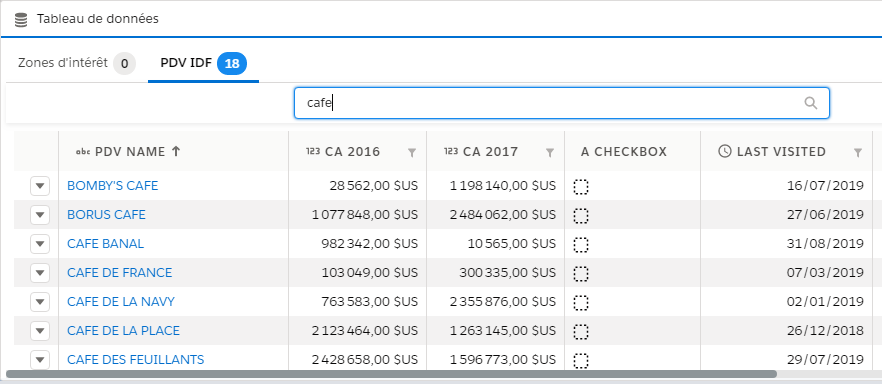 Tableau de données
Zones d'intérêt 0 PDV IDF 18
cafe
abc PDV NAME ↑ 123 CA 2016 123 CA 2017 A CHECKBOX LAST VISITED
BOMBY'S CAFE 28 562,00 $US 1 198 140,00 $US 16/07/2019
BORUS CAFE 1 077 848,00 $US 2 484 062,00 $US 27/06/2019
CAFE BANAL 982 342,00 $US 10 565,00 $US 31/08/2019
CAFE DE FRANCE 103 049,00 $US 300 335,00 $US 07/03/2019
CAFE DE LA NAVY 763 583,00 $US 2 355 876,00 $US 02/01/2019
CAFE DE LA PLACE 2 123 464,00 $US 1 263 145,00 $US 26/12/2018
CAFE DES FEUILLANTS 2 428 658,00 $US 1 596 773,00 $US 29/07/2019